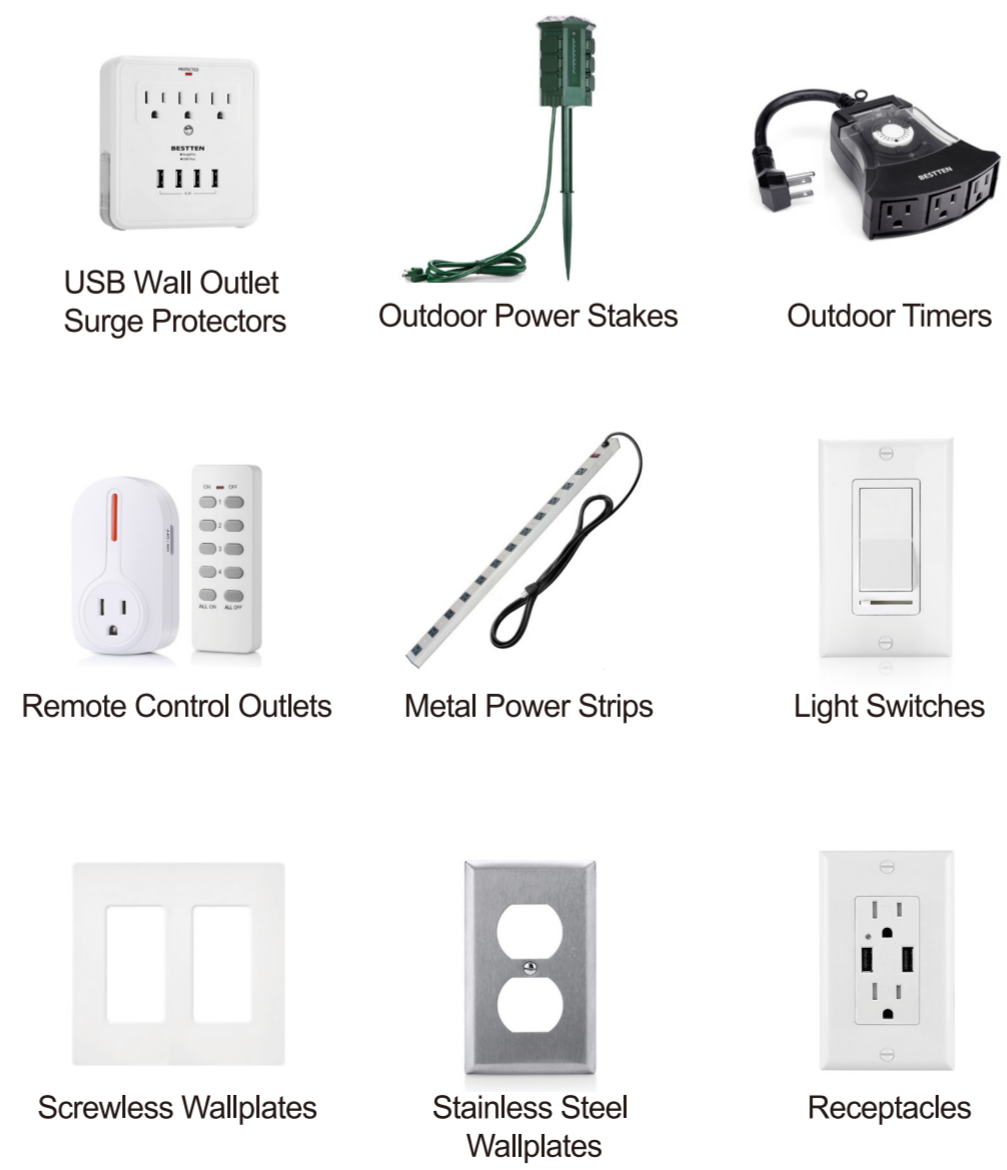 PROTECTED
BESTTEN
BESTTEN
USB Wall Outlet
Surge Protectors
Outdoor Power Stakes
Outdoor Timers
ON OFF
1
2
3
4
ALL ON ALL OFF
Remote Control Outlets
Metal Power Strips
Light Switches
Screwless Wallplates
Stainless Steel
Wallplates
Receptacles